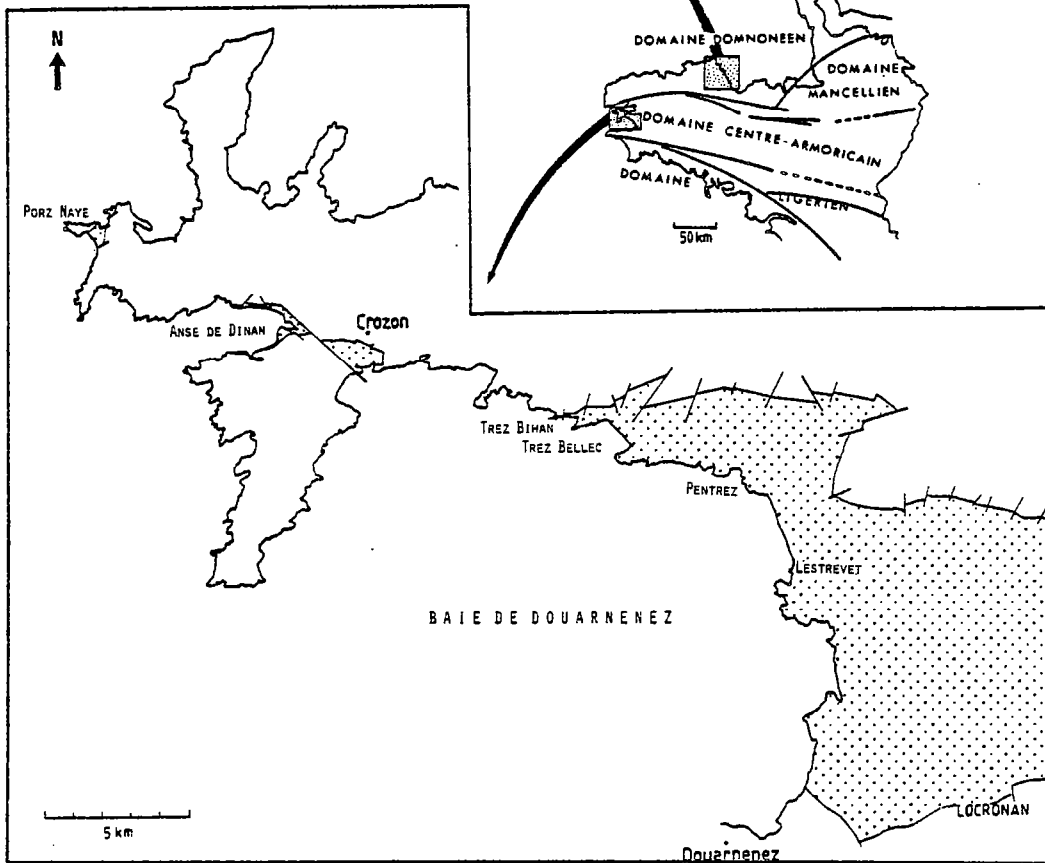 N
DOMAINE DOMNONEEN
DOMAINE
MANCELLIEN
DOMAINE CENTRE-ARMORICAIN
DOMAINE
LIGERIEN
50 km
PORZ NAYE
ANSE DE DINAN
Crozon
TREZ BIHAN
TREZ BELLEC
PENTREZ
LESTREVET
BAIE DE DOUARNENEZ
5 km
LOCRONAN
Douarnenez